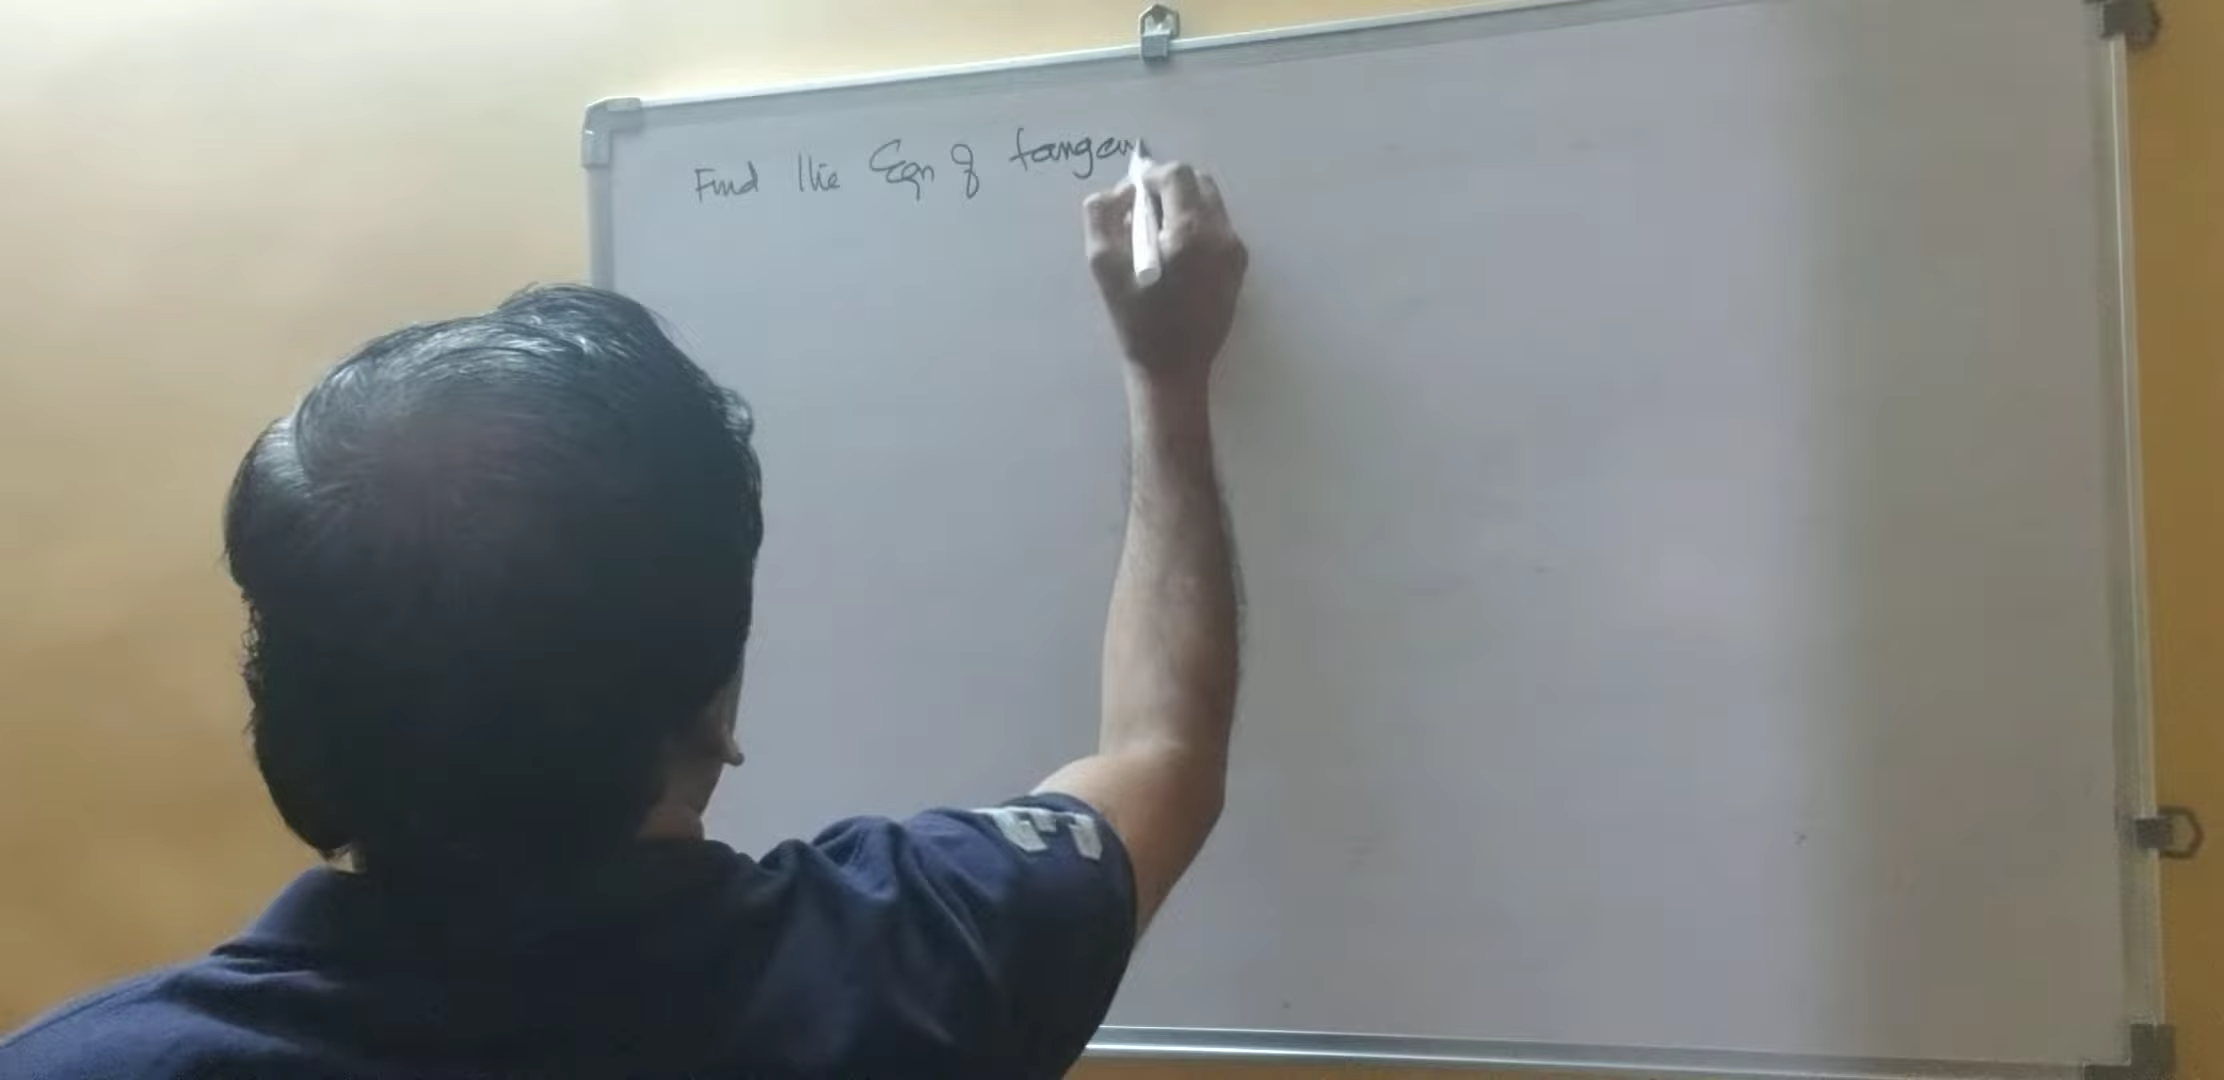 Find the Eqn of tangen